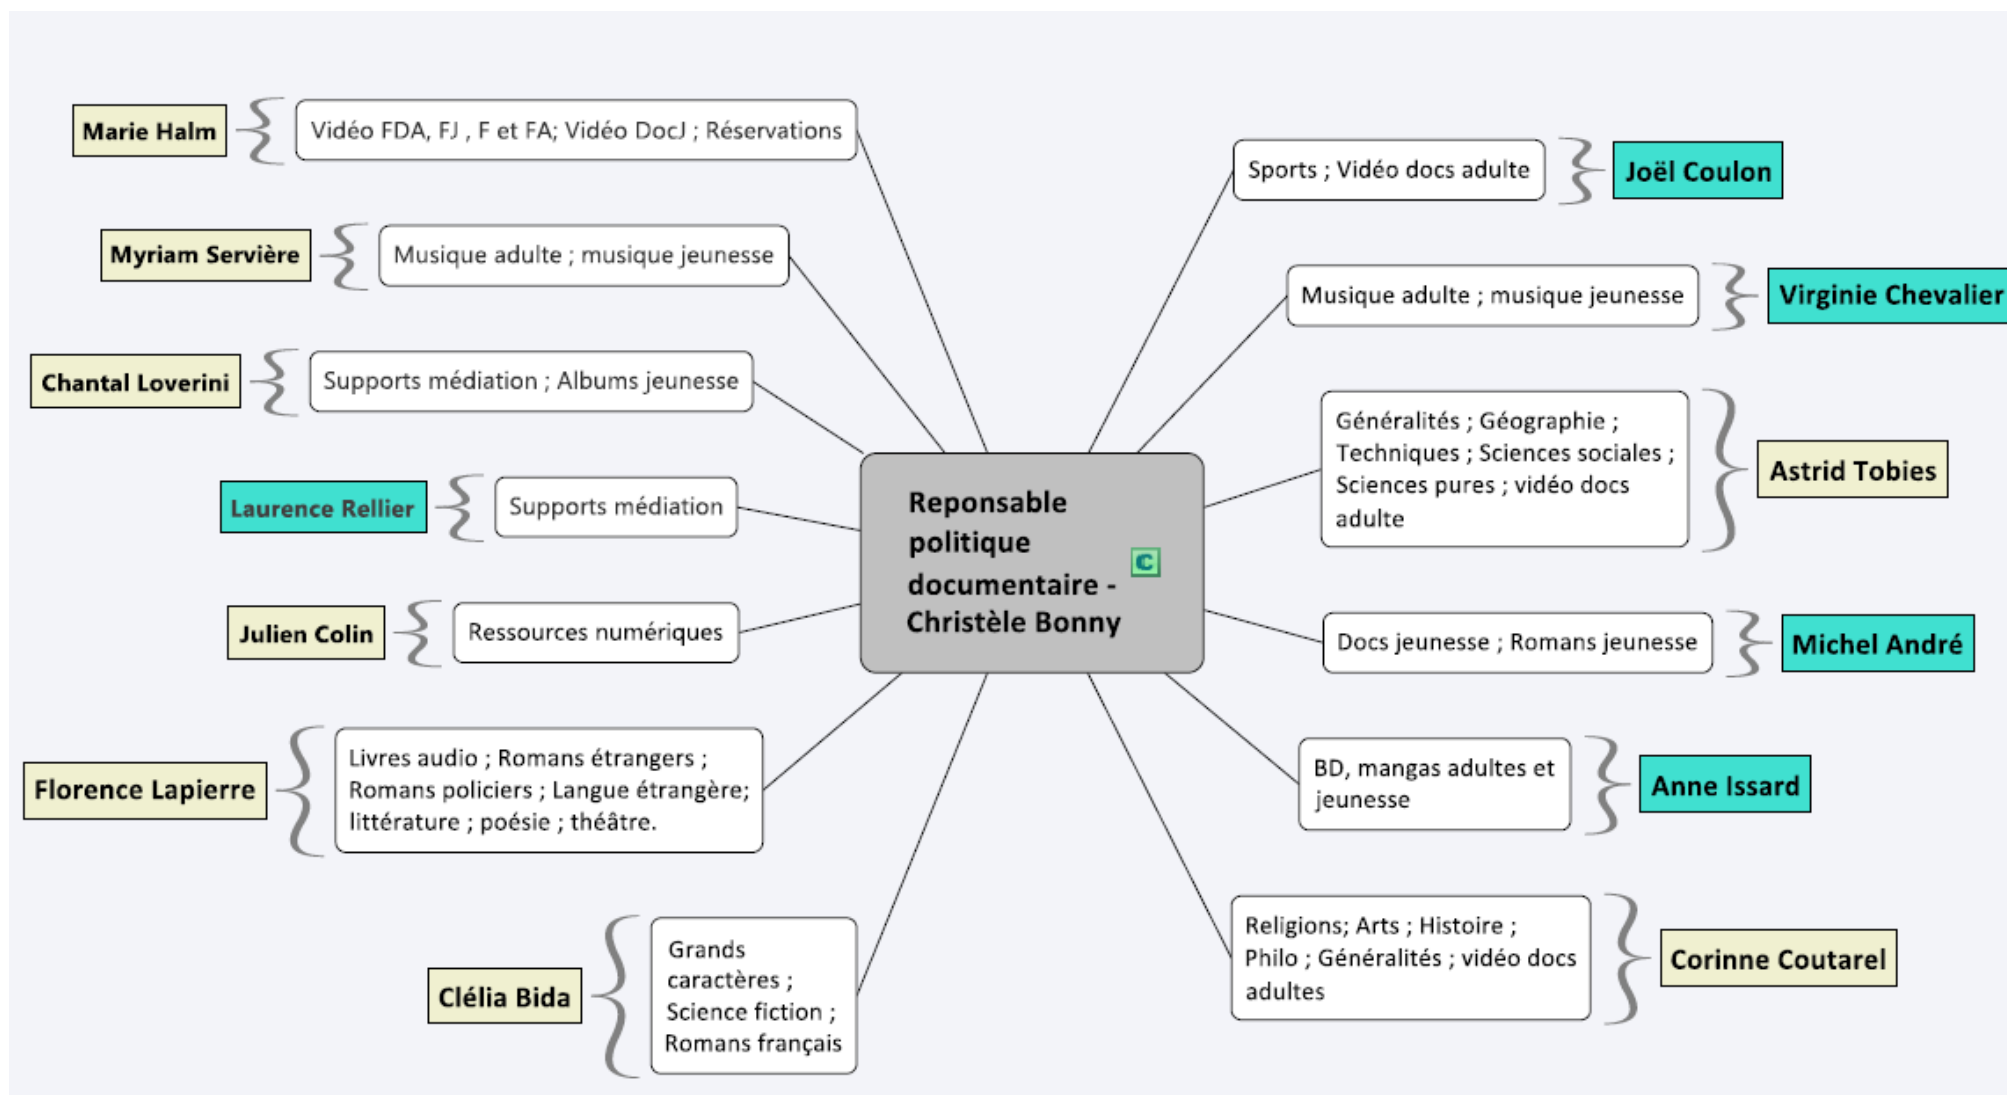 Marie Halm
Vidéo FDA, FJ , F et FA; Vidéo DocJ ; Réservations
Myriam Servière
Musique adulte ; musique jeunesse
Chantal Loverini
Supports médiation ; Albums jeunesse
Laurence Rellier
Supports médiation
Julien Colin
Ressources numériques
Florence Lapierre
Livres audio ; Romans étrangers ;
Romans policiers ; Langue étrangère;
littérature ; poésie ; théâtre.
Clélia Bida
Grands
caractères ;
Science fiction ;
Romans français
Reponsable
politique
documentaire -
Christèle Bonny
C
Sports ; Vidéo docs adulte
Joël Coulon
Musique adulte ; musique jeunesse
Virginie Chevalier
Généralités ; Géographie ;
Techniques ; Sciences sociales ;
Sciences pures ; vidéo docs
adulte
Astrid Tobies
Docs jeunesse ; Romans jeunesse
Michel André
BD, mangas adultes et
jeunesse
Anne Issard
Religions; Arts ; Histoire ;
Philo ; Généralités ; vidéo docs
adultes
Corinne Coutarel